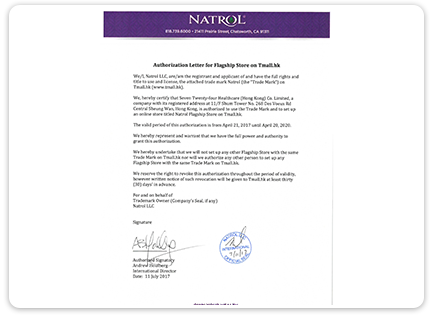 NATROL®
818.739.6000 • 21411 Prairie Street, Chatsworth, CA 91311
Authorization Letter for Flagship Store on Tmall.hk
We/I, Natrol LLC, are/am the registrant and applicant of and have the full rights and
title to use and license, the attached trade mark Natrol (the "Trade Mark") on
Tmall.hk (www.tmall.hk).
We, hereby certify that Seven Twenty-four Healthcare (Hong Kong) Co. Limited, a
company with its registered address at 11/F Shum Tower No. 268 Des Voeux Rd
Central Sheung Wan, Hong Kong, is authorized to use the Trade Mark and to set up
an online store titled Natrol Flagship Store on Tmall.hk.
The valid period of this authorization is from April 21, 2017 until April 20, 2020.
We hereby represent and warrant that we have the full power and authority to
grant this authorization.
We hereby undertake that we will not set up any other Flagship Store with the same
Trade Mark on Tmall.hk nor will we authorize any other person to set up any
Flagship Store with the same Trade Mark on Tmall.hk.
We reserve the right to revoke this authorization throughout the period of validity,
however written notice of such revocation will be given to Tmall.hk at least thirty
(30) days' in advance.
For and on behalf of
Trademark Owner (Company's Seal, if any)
Natrol LLC
Signature
NATROL
INTERNATIONAL
Authorized Signatory
Andrew Hildberg
International Director
Date: 11 July 2017